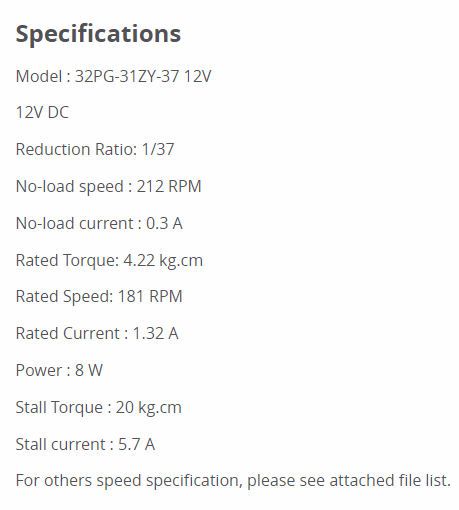 Specifications
Model : 32PG-31ZY-37 12V
12V DC
Reduction Ratio: 1/37
No-load speed : 212 RPM
No-load current : 0.3 A
Rated Torque: 4.22 kg.cm
Rated Speed: 181 RPM
Rated Current : 1.32 A
Power : 8 W
Stall Torque : 20 kg.cm
Stall current : 5.7 A
For others speed specification, please see attached file list.